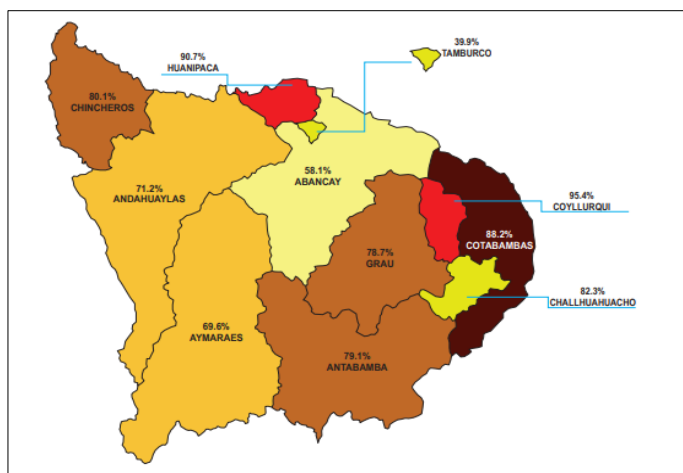 39.9%
TAMBURCO
90.7%
HUANIPACA
80.1%
CHINCHEROS
58.1%
ABANCAY
71.2%
ANDAHUAYLAS
95.4%
COYLLURQUI
88.2%
COTABAMBAS
78.7%
GRAU
82.3%
CHALLHUAHUACHO
69.6%
AYMARAES
79.1%
ANTABAMBA